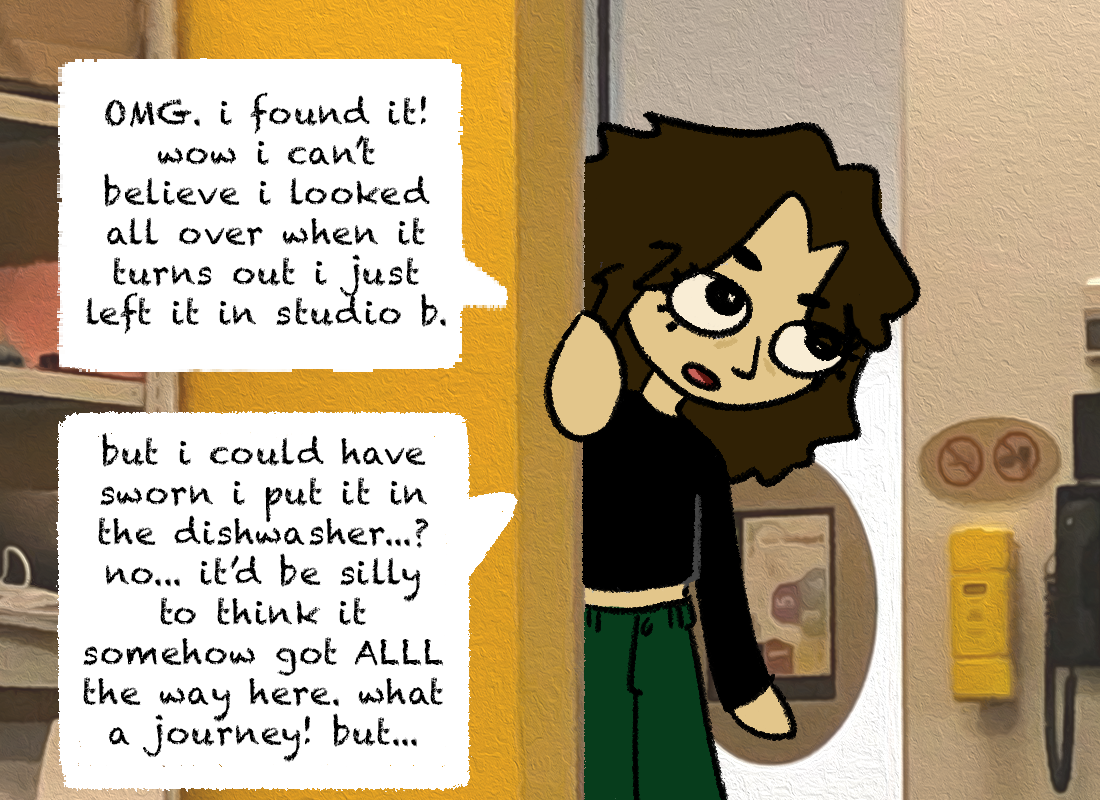 OMG. i found it!
wow i can't
believe i looked
all over when it
turns out i just
left it in studio b.
but i could have
sworn i put it in
the dishwasher...?
no... it'd be silly
to think it
somehow got ALLL
the way here. what
a journey! but...